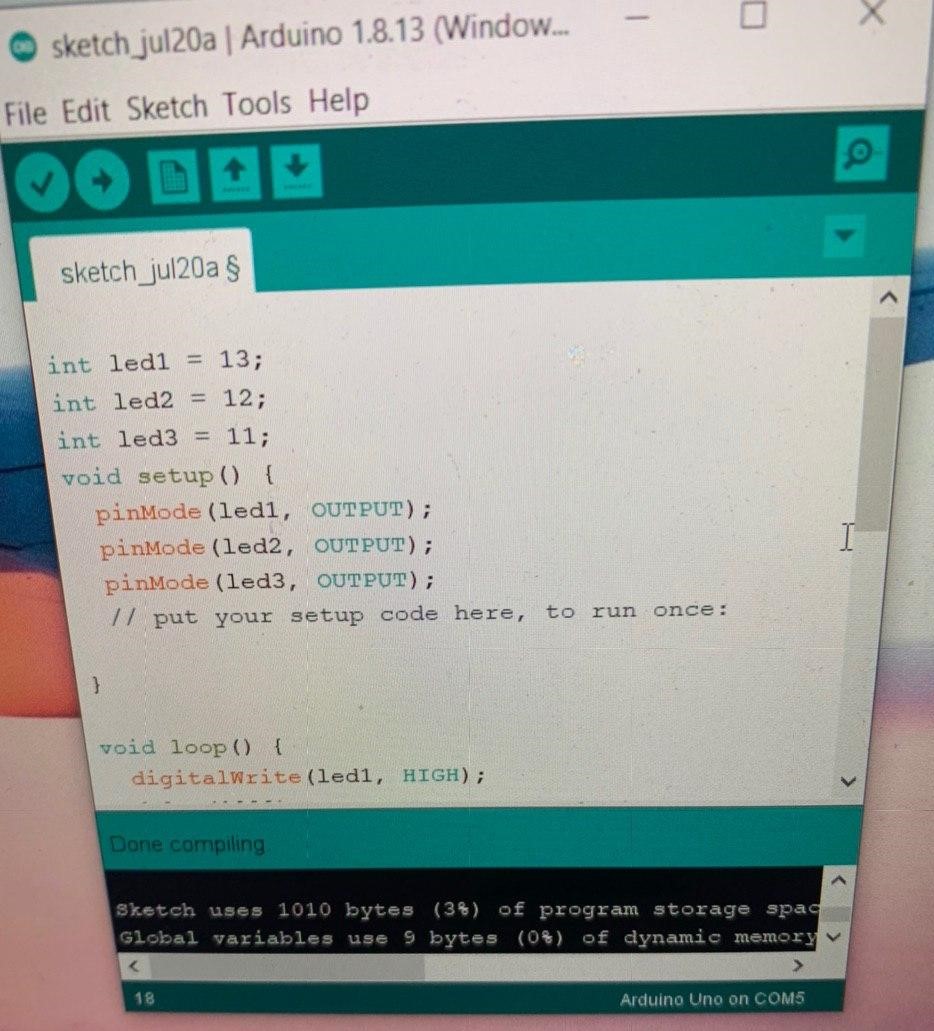 sketch_jul20a | Arduino 1.8.13 (Window...
File Edit Sketch Tools Help
sketch_jul20a §
int led1 = 13;
int led2 = 12;
int led3 = 11;
void setup() {
  pinMode(led1, OUTPUT);
  pinMode(led2, OUTPUT);
  pinMode(led3, OUTPUT);
  // put your setup code here, to run once:
}
void loop() {
  digitalWrite(led1, HIGH);
Done compiling.
Sketch uses 1010 bytes (3%) of program storage spac
Global variables use 9 bytes (0%) of dynamic memory
18
Arduino Uno on COM5